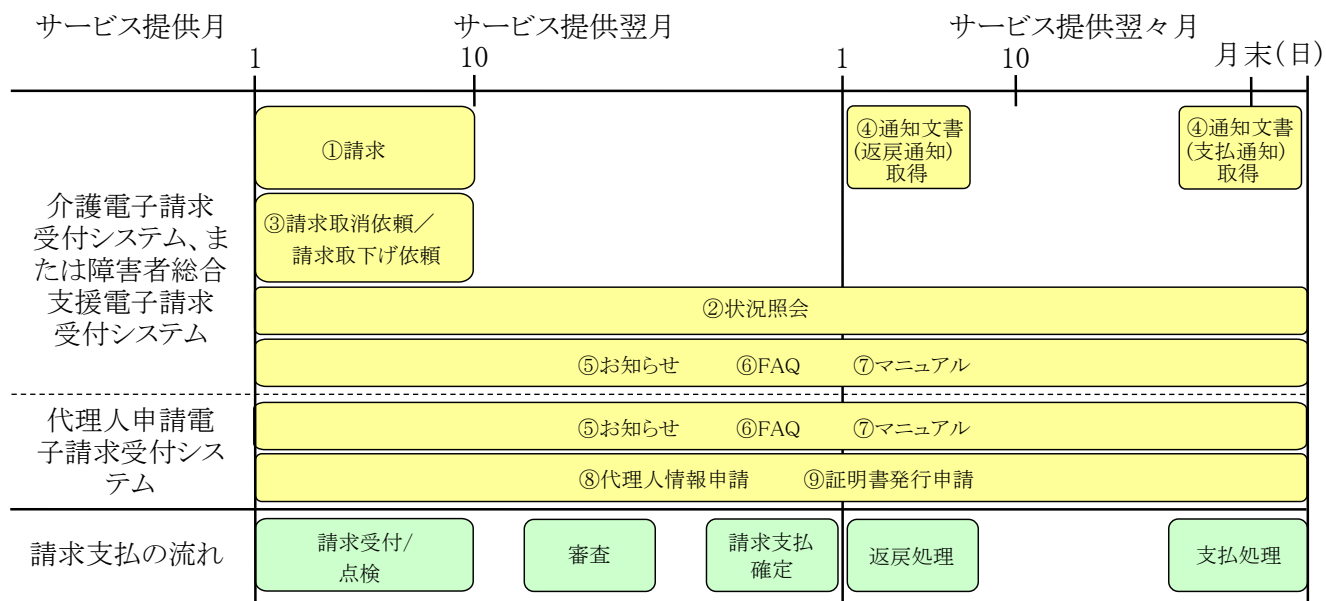 サービス提供月
サービス提供翌月
サービス提供翌々月
1
10
1
10
月末(日)
介護電子請求
受付システム、ま
たは障害者総合
支援電子請求
受付システム
①請求
③請求取消依頼／
請求取下げ依頼
④通知文書
(返戻通知)
取得
④通知文書
(支払通知)
取得
②状況照会
⑤お知らせ ⑥FAQ ⑦マニュアル
代理人申請電
子請求受付シス
テム
⑤お知らせ ⑥FAQ ⑦マニュアル
⑧代理人情報申請 ⑨証明書発行申請
請求支払の流れ
請求受付/
点検
審査
請求支払
確定
返戻処理
支払処理